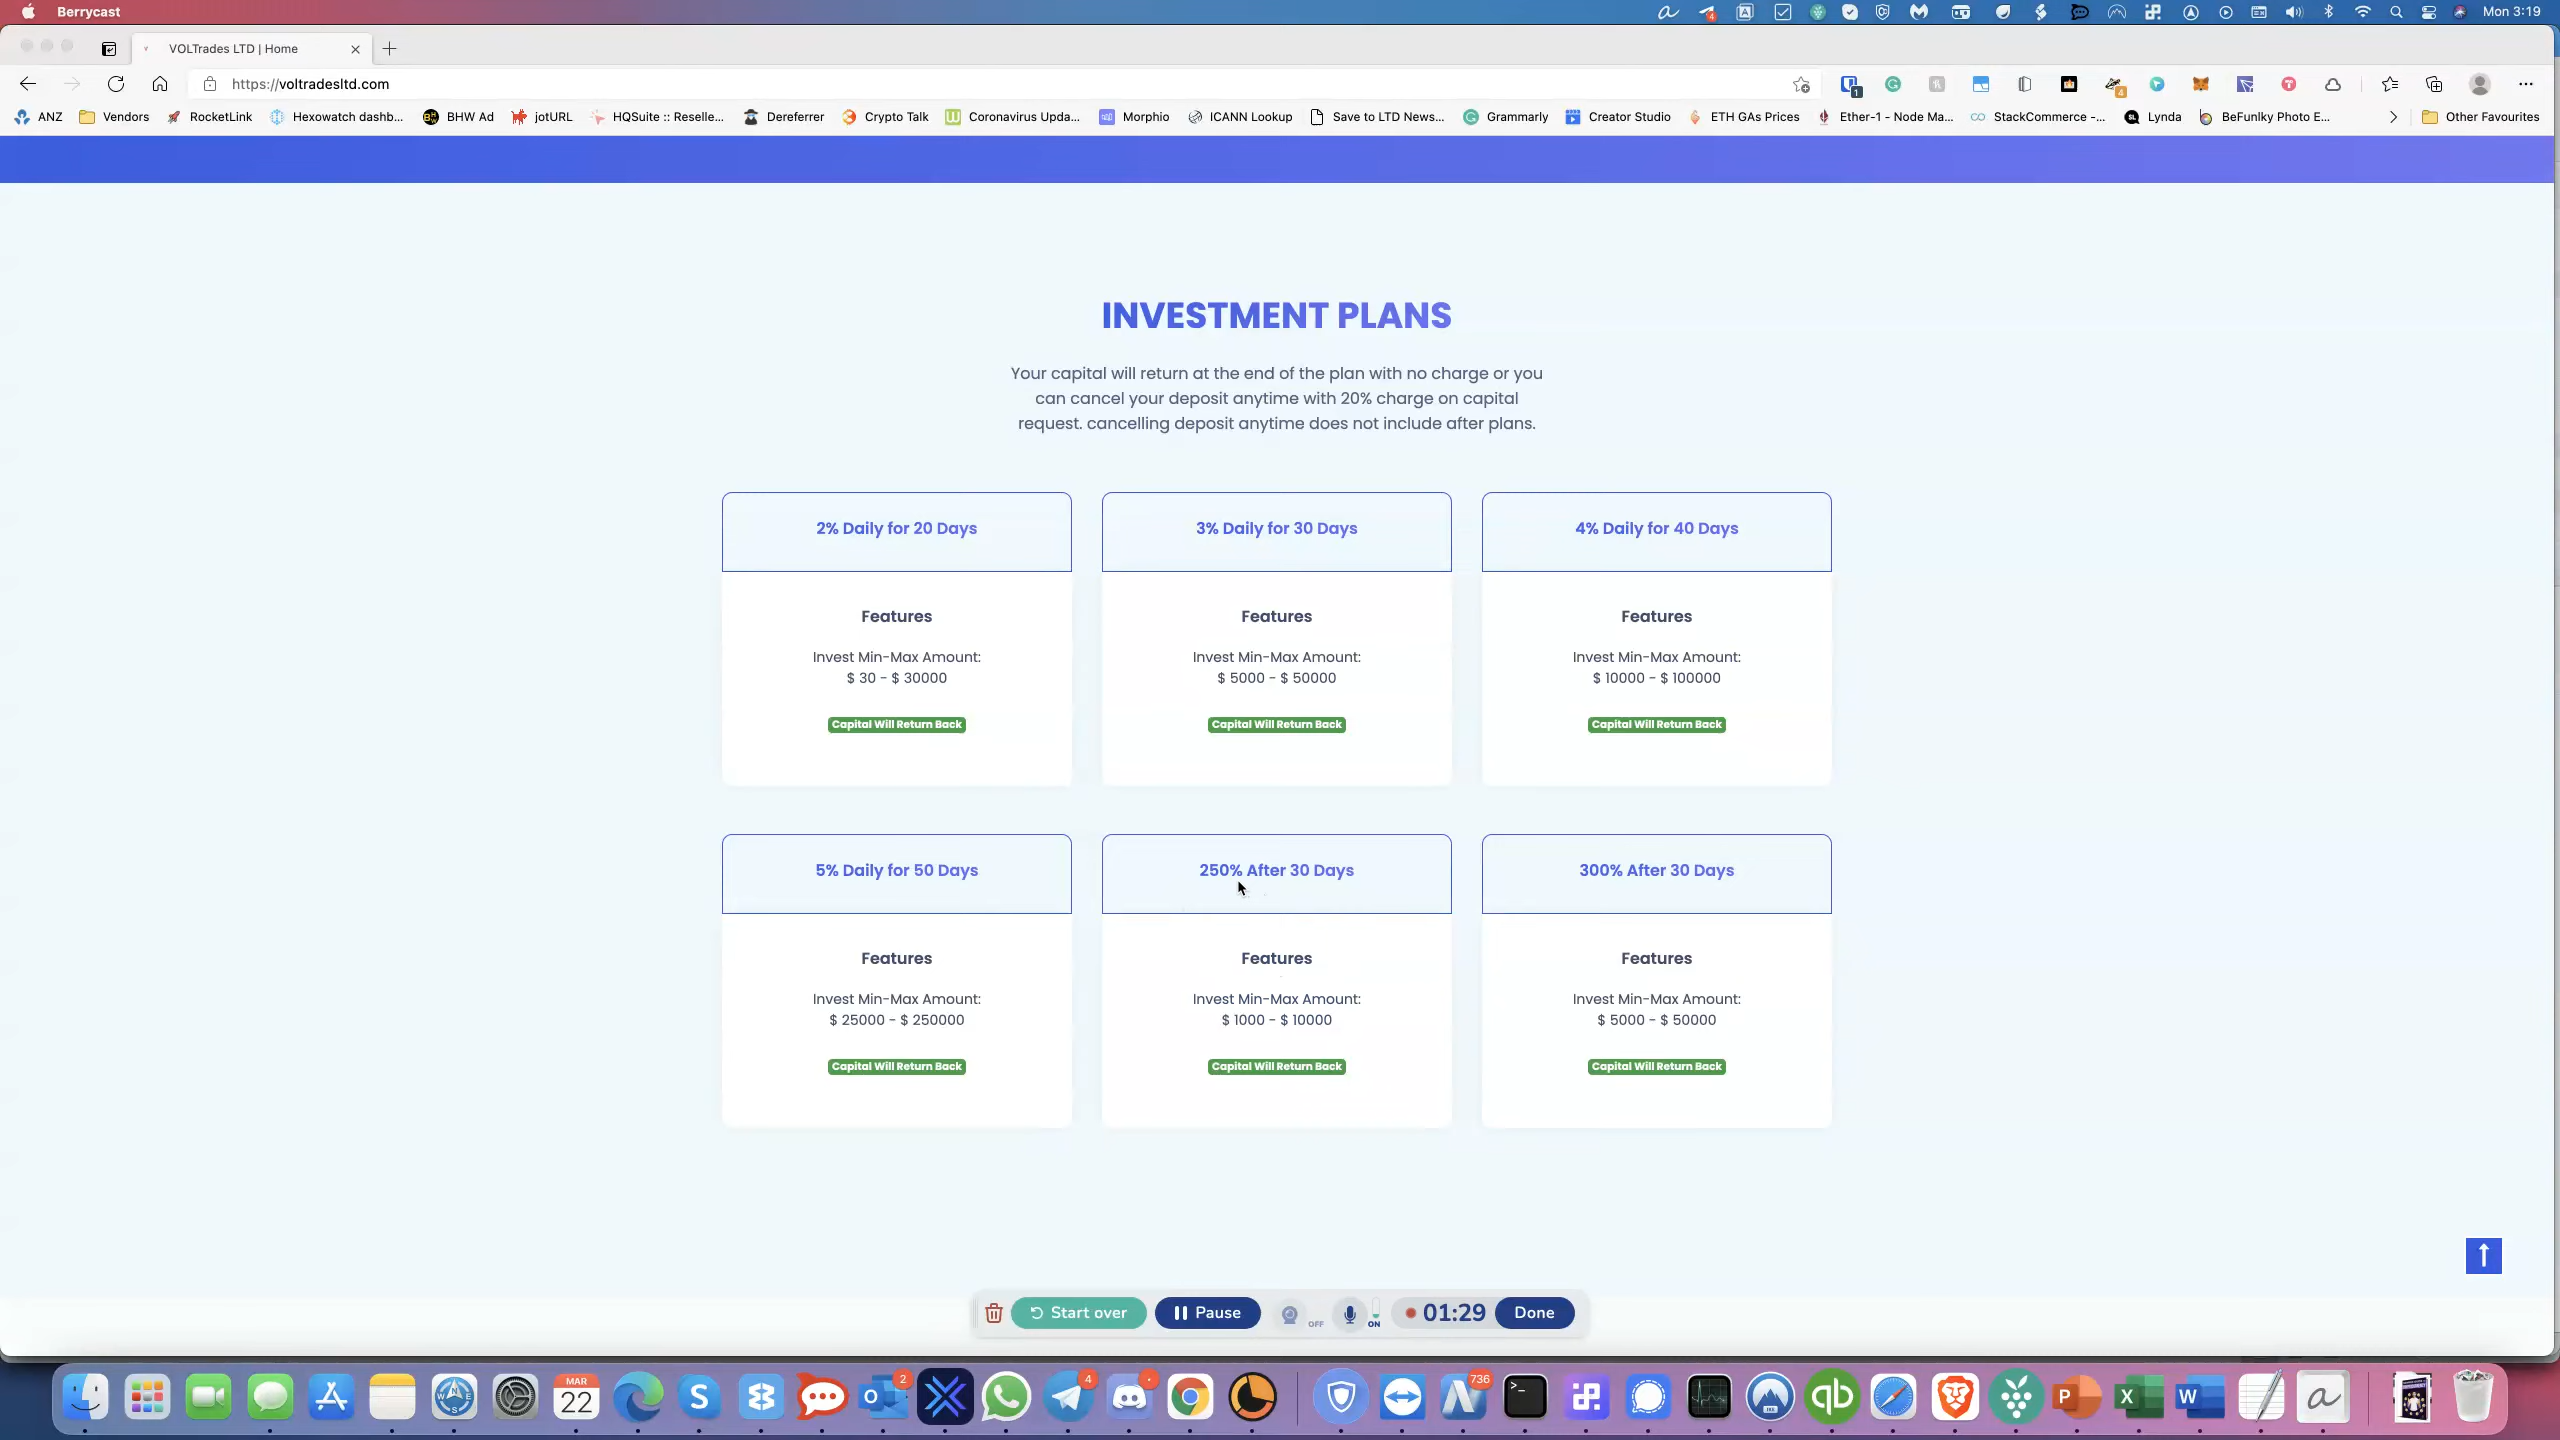 Berrycast
Mon 3:19
VOLTrades LTD | Home
https://voltradesltd.com
ANZ Vendors RocketLink Hexowatch dashb... BHW Ad jotURL HQSuite :: Reselle... Dereferrer Crypto Talk Coronavirus Upda... Morphio ICANN Lookup Save to LTD News... Grammarly Creator Studio ETH GAs Prices Ether-1 - Node Ma... StackCommerce -... Lynda BeFunlky Photo E... Other Favourites
INVESTMENT PLANS
Your capital will return at the end of the plan with no charge or you
can cancel your deposit anytime with 20% charge on capital
request. cancelling deposit anytime does not include after plans.
2% Daily for 20 Days 3% Daily for 30 Days 4% Daily for 40 Days
Features Features Features
Invest Min-Max Amount: Invest Min-Max Amount: Invest Min-Max Amount:
$ 30 - $ 30000 $ 5000 - $ 50000 $ 10000 - $ 100000
Capital Will Return Back Capital Will Return Back Capital Will Return Back
5% Daily for 50 Days 250% After 30 Days 300% After 30 Days
Features Features Features
Invest Min-Max Amount: Invest Min-Max Amount: Invest Min-Max Amount:
$ 25000 - $ 250000 $ 1000 - $ 10000 $ 5000 - $ 50000
Capital Will Return Back Capital Will Return Back Capital Will Return Back
Start over Pause OFF ON 01:29 Done
MAR
22
2
4
736